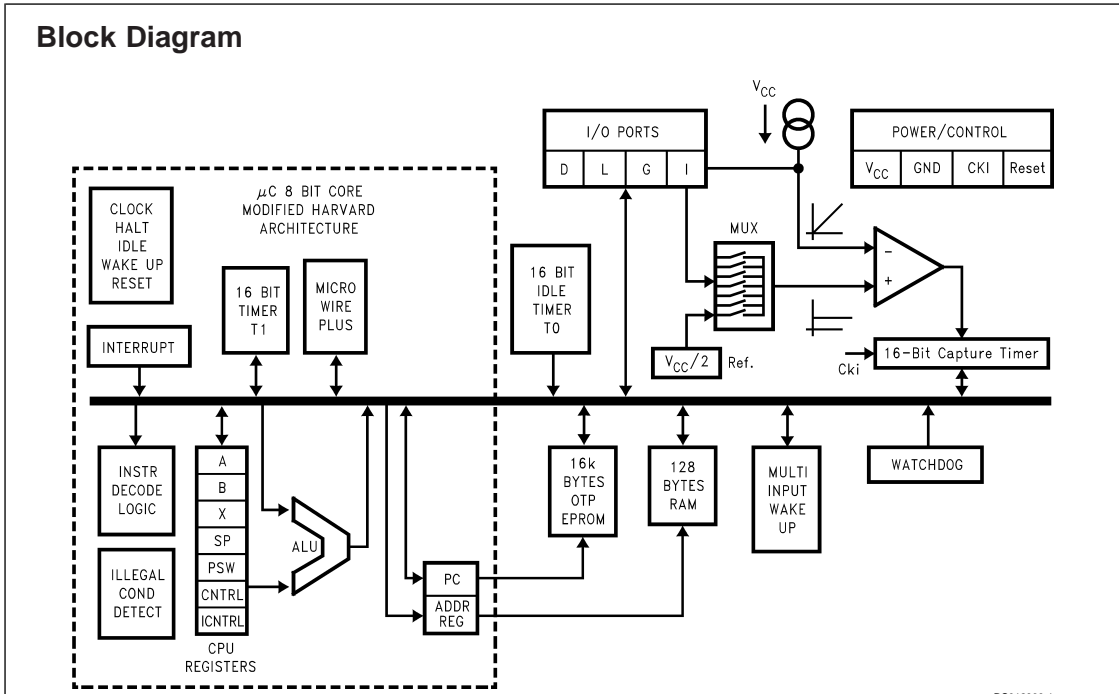 Block Diagram
V_CC
I/O PORTS
D L G I
POWER/CONTROL
V_CC GND CKI Reset
μC 8 BIT CORE
MODIFIED HARVARD
ARCHITECTURE
CLOCK
HALT
IDLE
WAKE UP
RESET
16 BIT
TIMER
T1
MICRO
WIRE
PLUS
16 BIT
IDLE
TIMER
T0
MUX
−
+
INTERRUPT
V_CC/2 Ref.
Cki
16-Bit Capture Timer
INSTR
DECODE
LOGIC
A
B
X
SP
PSW
CNTRL
ICNTRL
CPU
REGISTERS
ALU
ILLEGAL
COND
DETECT
PC
ADDR
REG
16k
BYTES
OTP
EPROM
128
BYTES
RAM
MULTI
INPUT
WAKE
UP
WATCHDOG